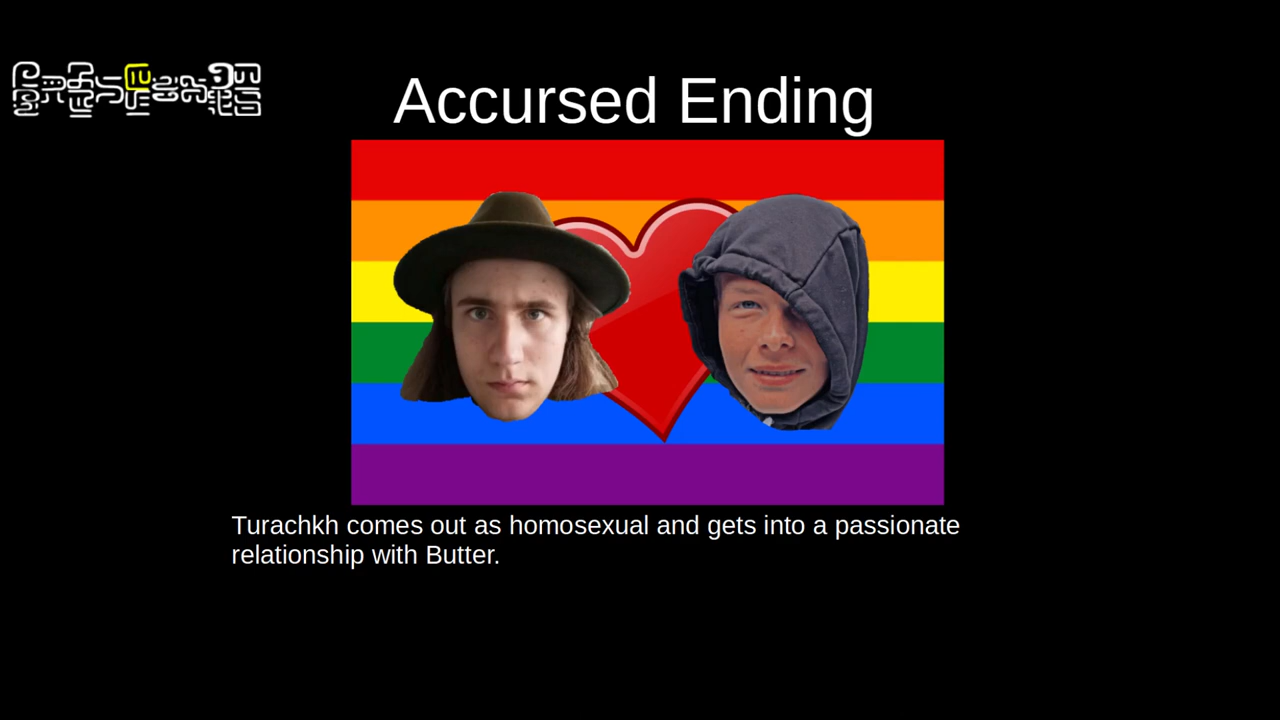 Accursed Ending
Turachkh comes out as homosexual and gets into a passionate
relationship with Butter.